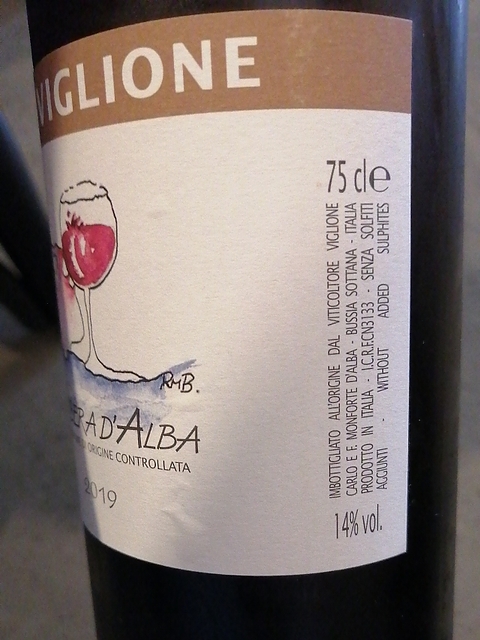 VIGLIONE
75 cl e
RMB.
ERA D'ALBA
ORIGINE CONTROLLATA
2019
IMBOTTIGLIATO ALL'ORIGINE DAL VITICOLTORE VIGLIONE
CARLO E F. MONFORTE D'ALBA - BUSSIA SOTTANA - ITALIA
PRODOTTO IN ITALIA - I.C.R.F.CN3133 - SENZA SOLFITI
AGGIUNTI - WITHOUT ADDED SULPHITES
14% vol.